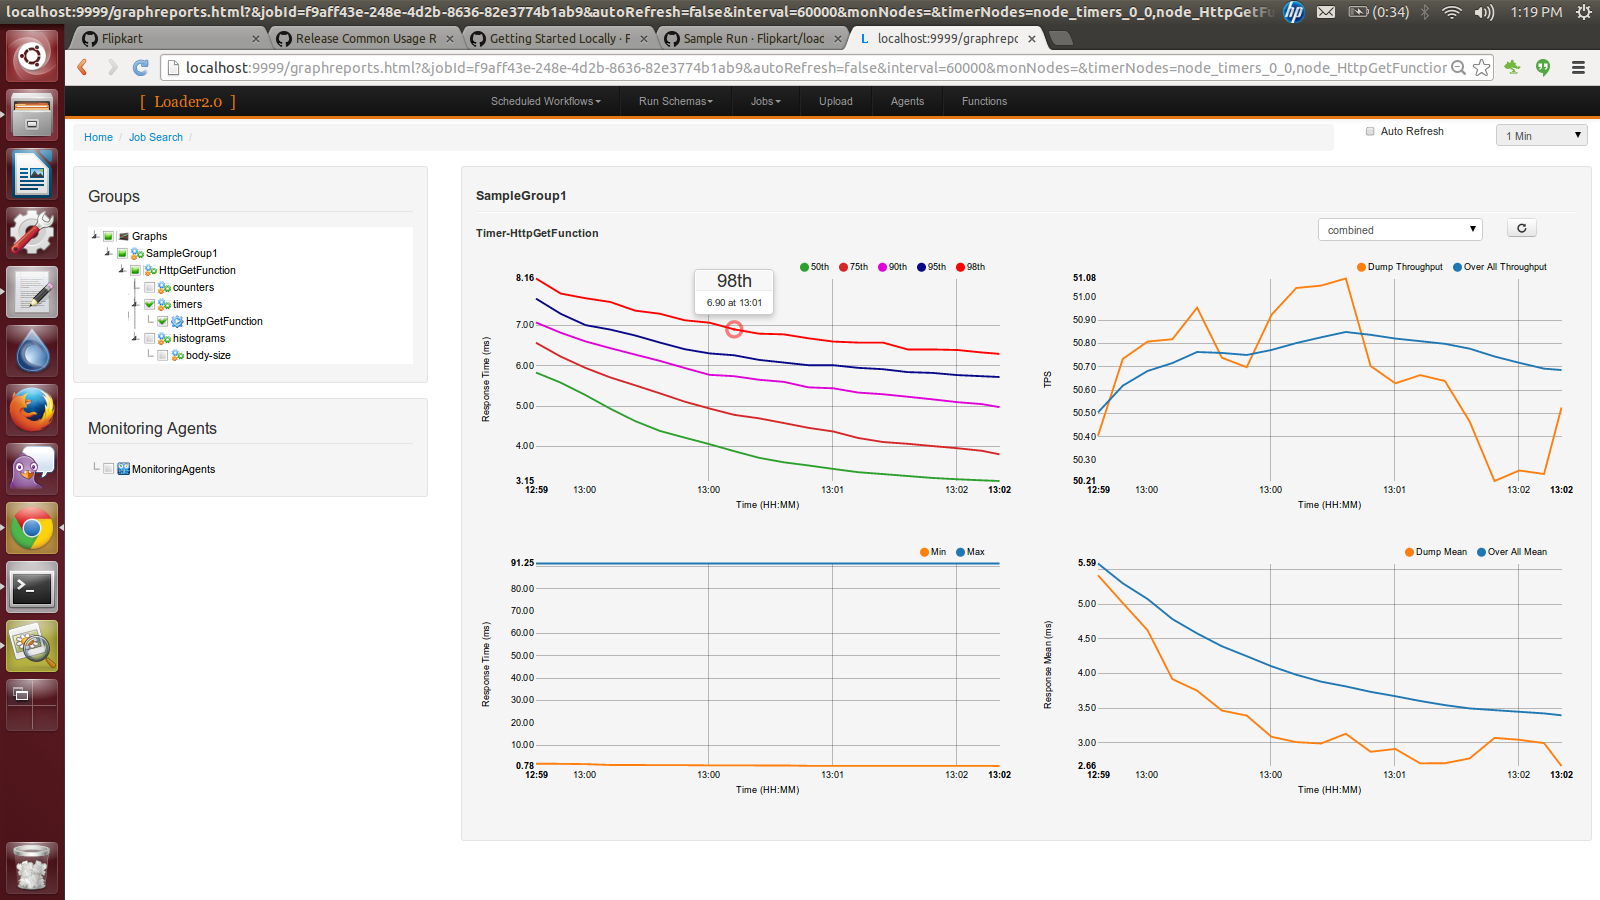 localhost:9999/graphreports.html?&jobId=f9aff43e-248e-4d2b-8636-82e3774b1ab9&autoRefresh=false&interval=60000&monNodes=&timerNodes=node_timers_0_0,node_HttpGetFu
hp
(0:34)
1:19 PM
Flipkart
Release Common Usage R
Getting Started Locally · F
Sample Run · Flipkart/loac
L localhost:9999/graphrepo
localhost:9999/graphreports.html?&jobId=f9aff43e-248e-4d2b-8636-82e3774b1ab9&autoRefresh=false&interval=60000&monNodes=&timerNodes=node_timers_0_0,node_HttpGetFunction
[ Loader2.0 ]
Scheduled Workflows
Run Schemas
Jobs
Upload
Agents
Functions
Home / Job Search /
Auto Refresh
1 Min
Groups
Graphs
SampleGroup1
HttpGetFunction
counters
timers
HttpGetFunction
histograms
body-size
Monitoring Agents
MonitoringAgents
SampleGroup1
Timer-HttpGetFunction
combined
50th 75th 90th 95th 98th
98th
6.90 at 13:01
8.16
7.00
6.00
5.00
4.00
3.15
Response Time (ms)
12:59 13:00 13:00 13:01 13:02 13:02
Time (HH:MM)
Dump Throughput Over All Throughput
51.08
51.00
50.90
50.80
50.70
50.60
50.50
50.40
50.30
50.21
TPS
12:59 13:00 13:00 13:01 13:02 13:02
Time (HH:MM)
Min Max
91.25
80.00
70.00
60.00
50.00
40.00
30.00
20.00
10.00
0.78
Response Time (ms)
12:59 13:00 13:00 13:01 13:02 13:02
Time (HH:MM)
Dump Mean Over All Mean
5.59
5.00
4.50
4.00
3.50
3.00
2.66
Response Mean (ms)
12:59 13:00 13:00 13:01 13:02 13:02
Time (HH:MM)